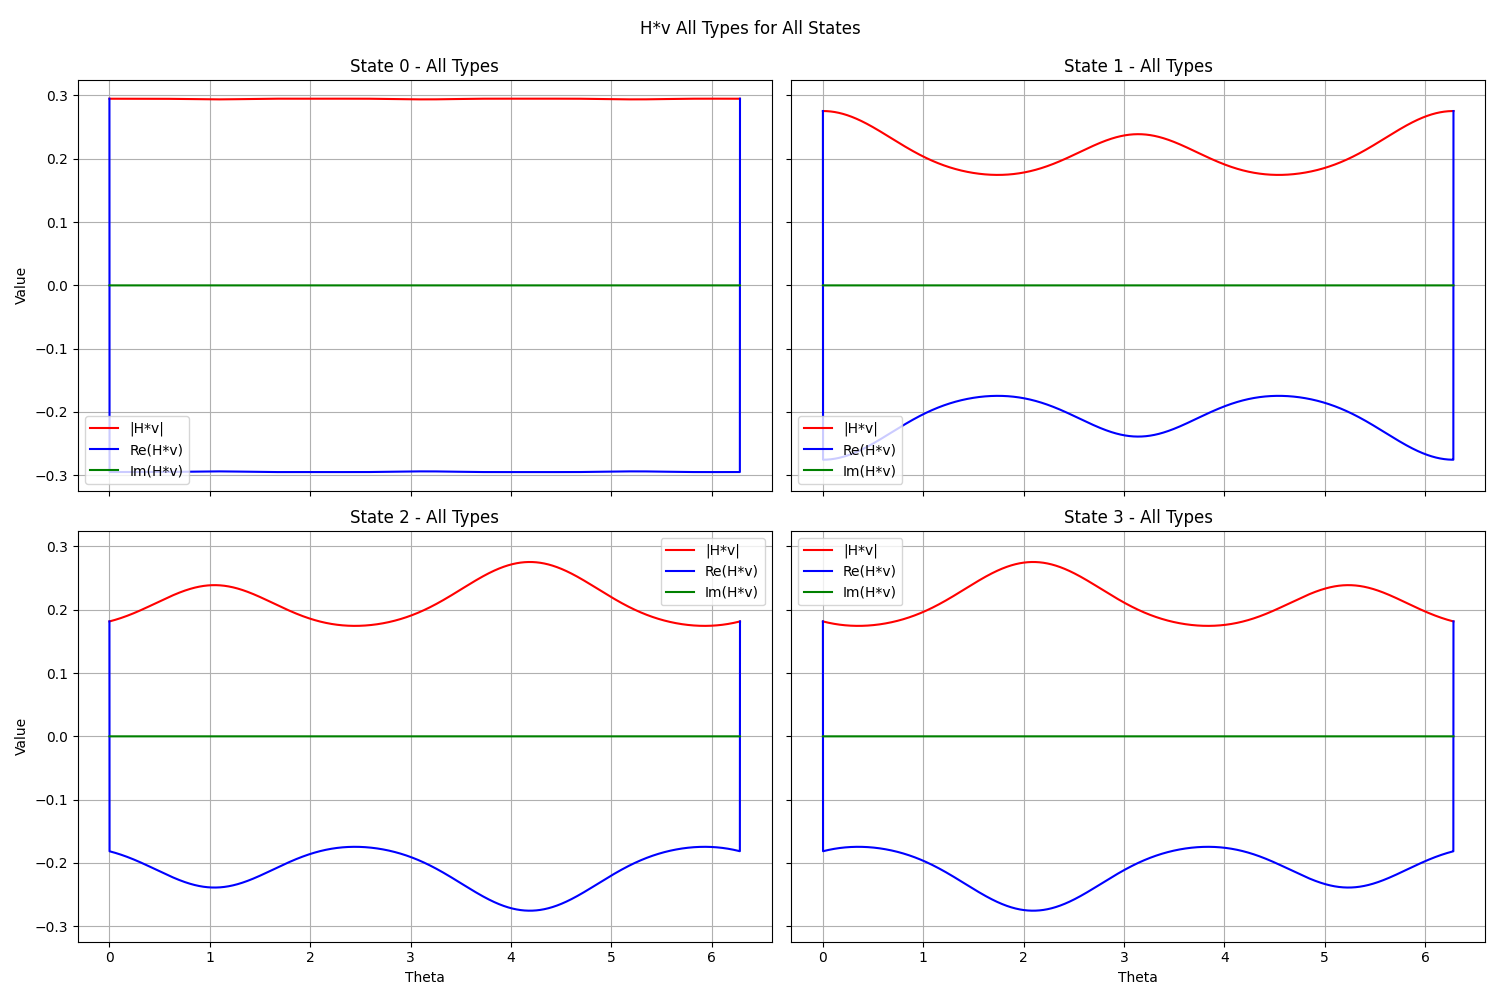 H*v All Types for All States
State 0 - All Types
0.3
0.2
0.1
0.0
−0.1
−0.2
−0.3
Value
|H*v|
Re(H*v)
Im(H*v)
State 1 - All Types
|H*v|
Re(H*v)
Im(H*v)
State 2 - All Types
0.3
0.2
0.1
0.0
−0.1
−0.2
−0.3
Value
|H*v|
Re(H*v)
Im(H*v)
0 1 2 3 4 5 6
Theta
State 3 - All Types
|H*v|
Re(H*v)
Im(H*v)
0 1 2 3 4 5 6
Theta